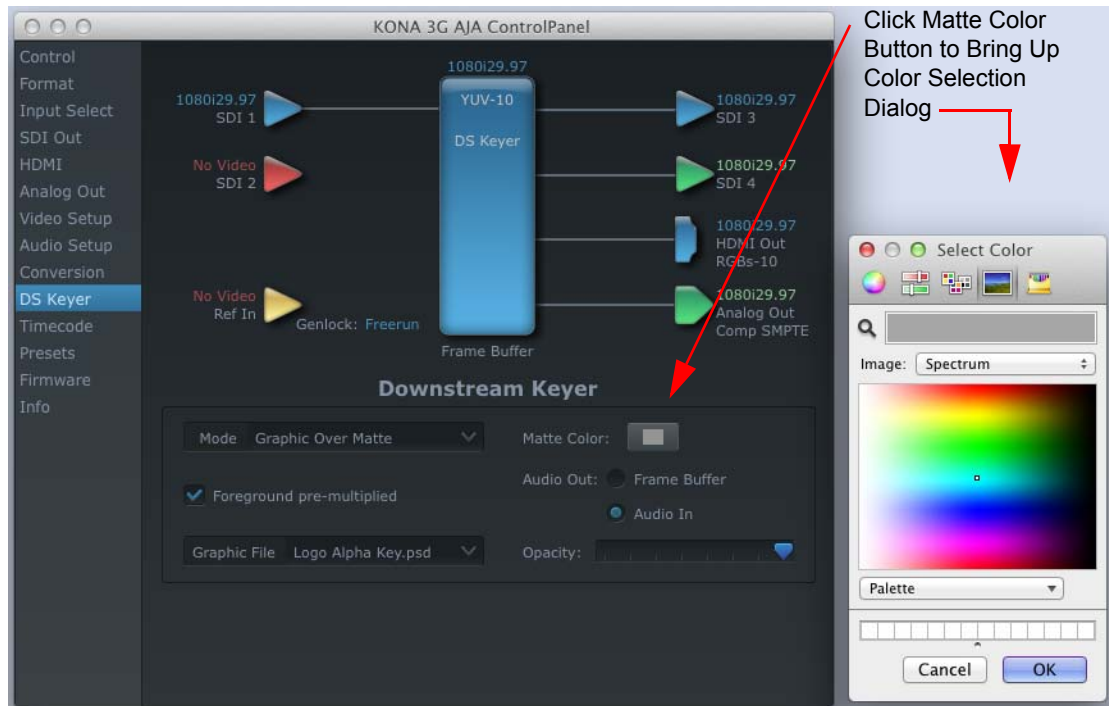 KONA 3G AJA ControlPanel
Control
Format
Input Select
SDI Out
HDMI
Analog Out
Video Setup
Audio Setup
Conversion
DS Keyer
Timecode
Presets
Firmware
Info
1080i29.97
1080i29.97
SDI 1
No Video
SDI 2
No Video
Ref In
Genlock: Freerun
YUV-10
DS Keyer
Frame Buffer
1080i29.97
SDI 3
1080i29.97
SDI 4
1080i29.97
HDMI Out
RGBs-10
1080i29.97
Analog Out
Comp SMPTE
Downstream Keyer
Mode Graphic Over Matte
Foreground pre-multiplied
Graphic File Logo Alpha Key.psd
Matte Color:
Audio Out: Frame Buffer
Audio In
Opacity:
Click Matte Color
Button to Bring Up
Color Selection
Dialog
Select Color
Image: Spectrum
Palette
Cancel OK